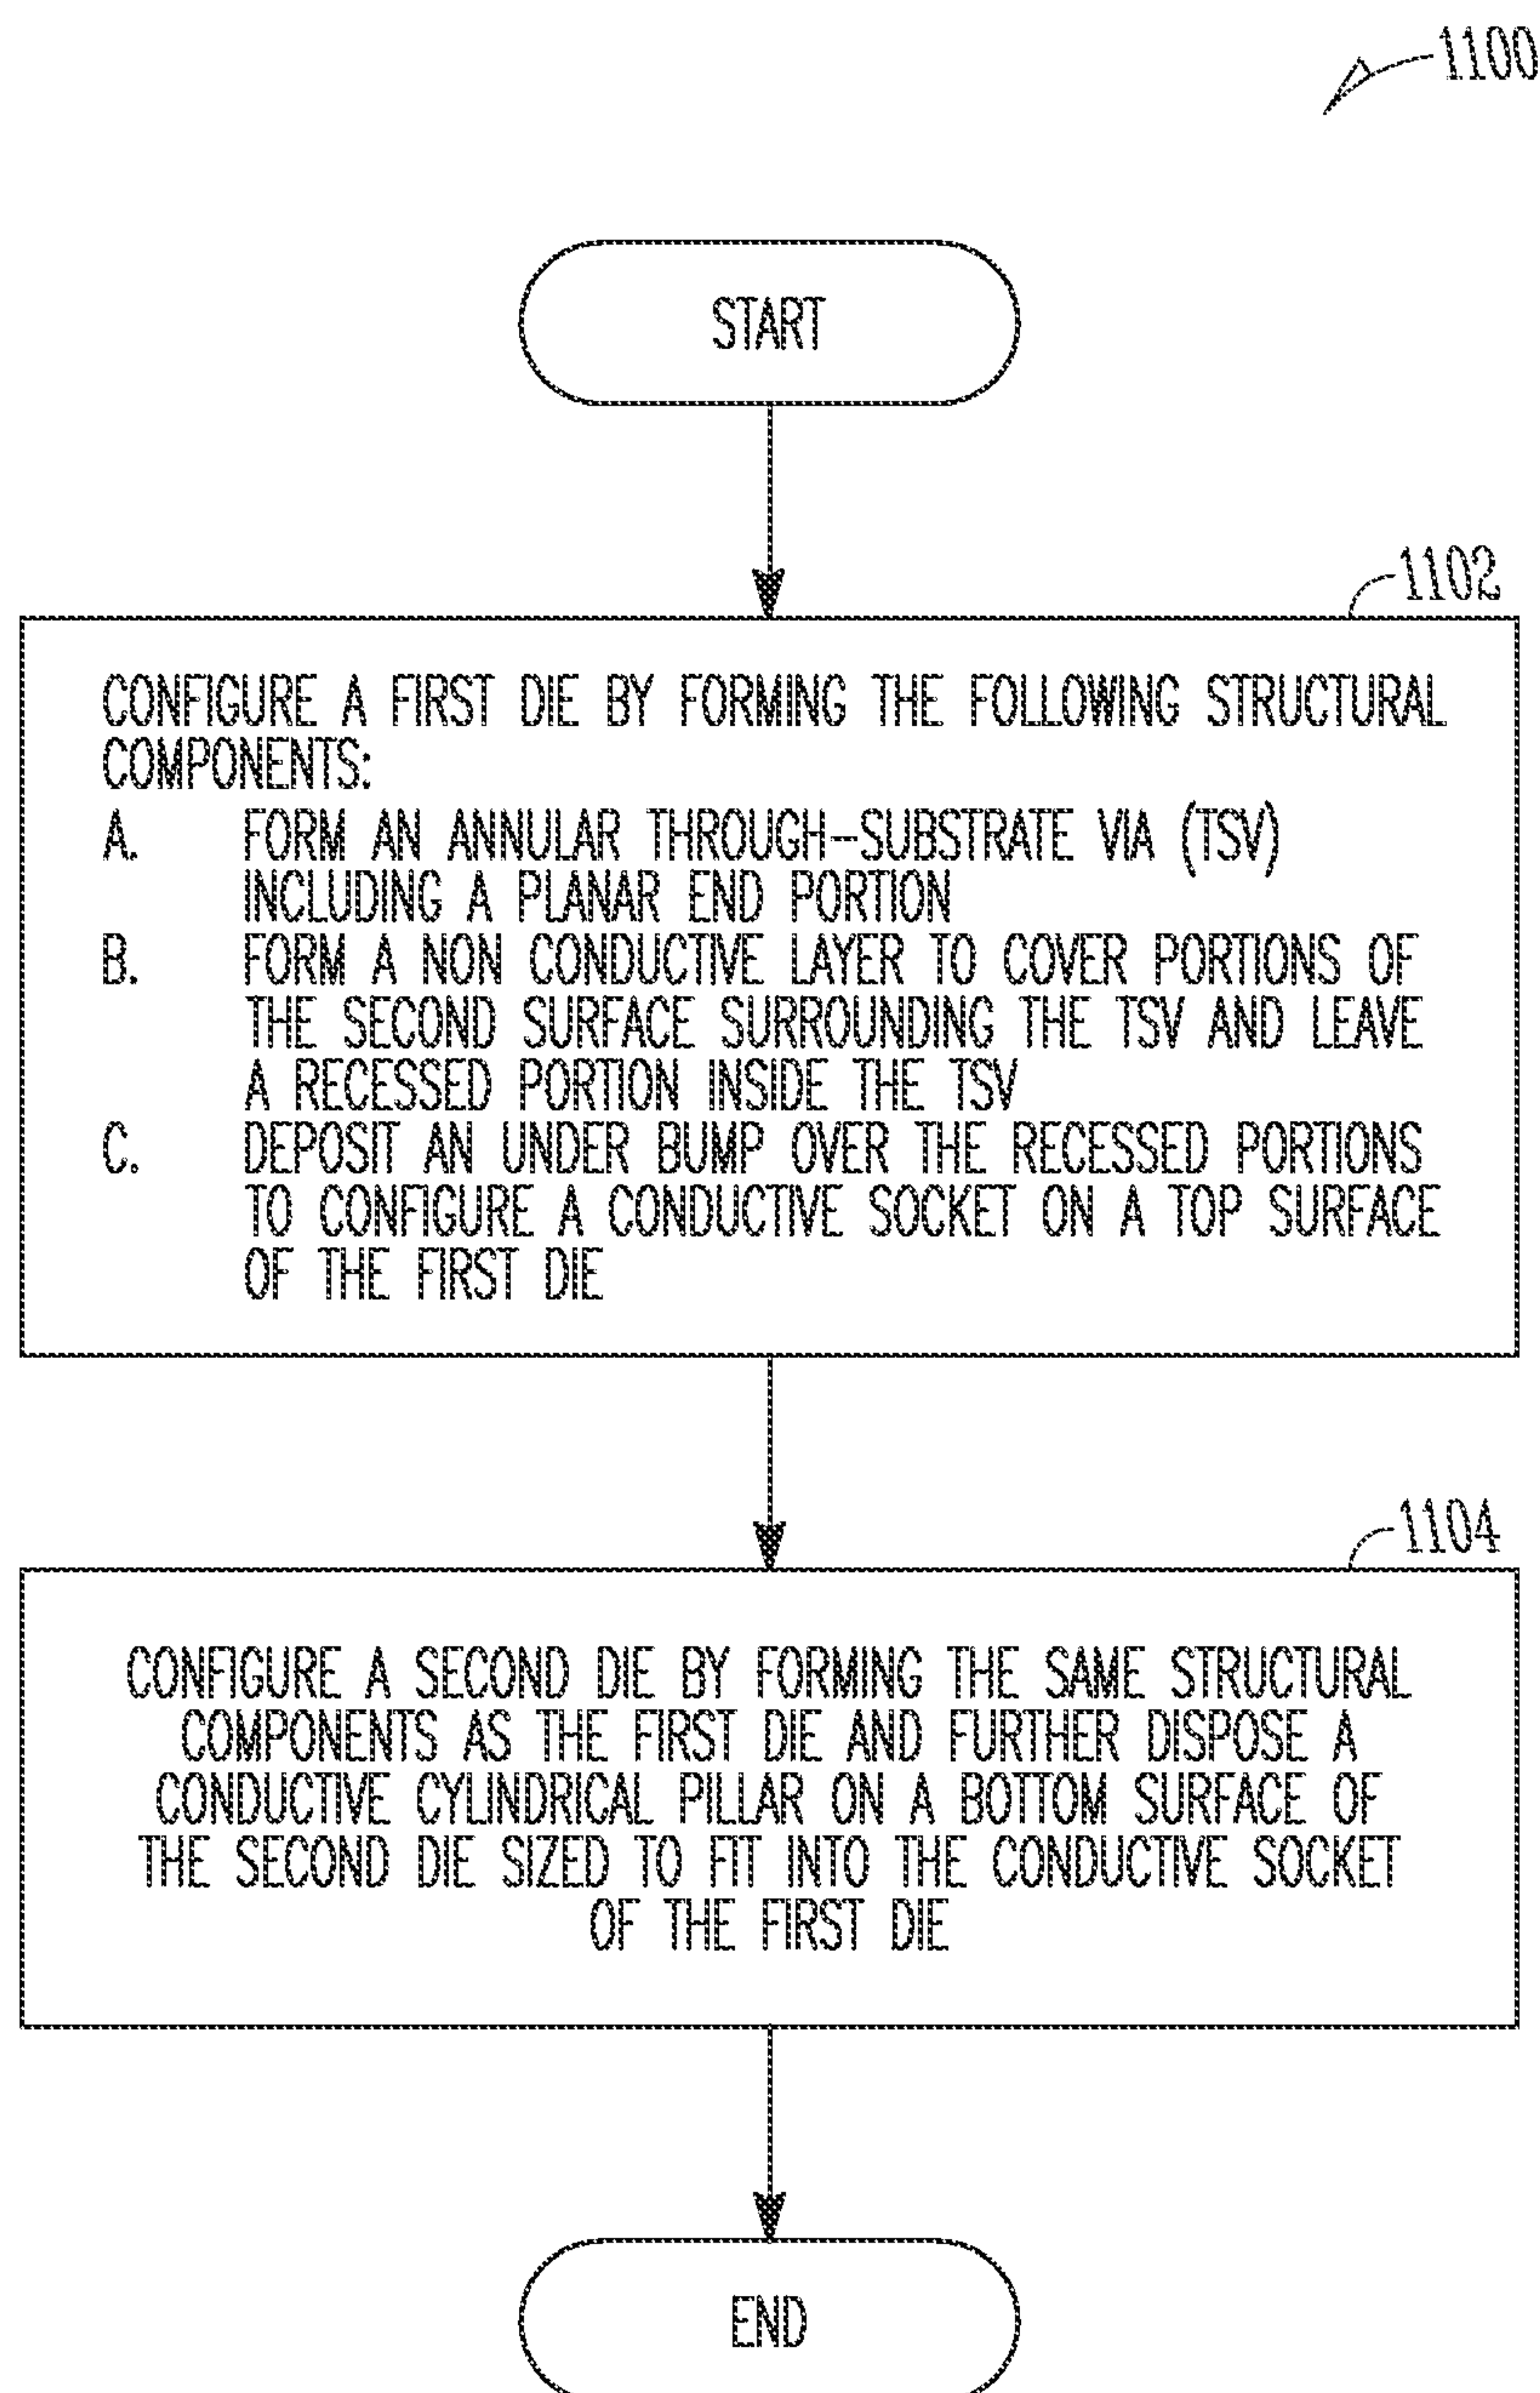 1100
START
1102
CONFIGURE A FIRST DIE BY FORMING THE FOLLOWING STRUCTURAL
COMPONENTS:
A. FORM AN ANNULAR THROUGH-SUBSTRATE VIA (TSV)
INCLUDING A PLANAR END PORTION
B. FORM A NON CONDUCTIVE LAYER TO COVER PORTIONS OF
THE SECOND SURFACE SURROUNDING THE TSV AND LEAVE
A RECESSED PORTION INSIDE THE TSV
C. DEPOSIT AN UNDER BUMP OVER THE RECESSED PORTIONS
TO CONFIGURE A CONDUCTIVE SOCKET ON A TOP SURFACE
OF THE FIRST DIE
1104
CONFIGURE A SECOND DIE BY FORMING THE SAME STRUCTURAL
COMPONENTS AS THE FIRST DIE AND FURTHER DISPOSE A
CONDUCTIVE CYLINDRICAL PILLAR ON A BOTTOM SURFACE OF
THE SECOND DIE SIZED TO FIT INTO THE CONDUCTIVE SOCKET
OF THE FIRST DIE
END